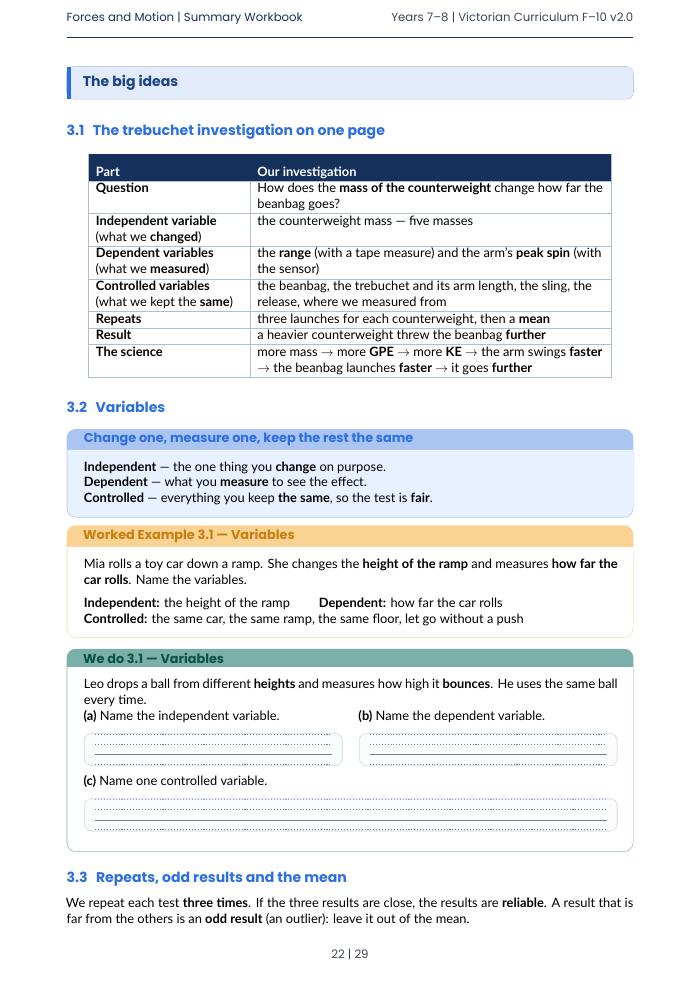 Forces and Motion | Summary Workbook Years 7–8 | Victorian Curriculum F–10 v2.0
The big ideas
3.1 The trebuchet investigation on one page
Part Our investigation
Question How does the mass of the counterweight change how far the
beanbag goes?
Independent variable the counterweight mass — five masses
(what we changed)
Dependent variables the range (with a tape measure) and the arm's peak spin (with
(what we measured) the sensor)
Controlled variables the beanbag, the trebuchet and its arm length, the sling, the
(what we kept the same) release, where we measured from
Repeats three launches for each counterweight, then a mean
Result a heavier counterweight threw the beanbag further
The science more mass → more GPE → more KE → the arm swings faster
→ the beanbag launches faster → it goes further
3.2 Variables
Change one, measure one, keep the rest the same
Independent — the one thing you change on purpose.
Dependent — what you measure to see the effect.
Controlled — everything you keep the same, so the test is fair.
Worked Example 3.1 — Variables
Mia rolls a toy car down a ramp. She changes the height of the ramp and measures how far the
car rolls. Name the variables.
Independent: the height of the ramp Dependent: how far the car rolls
Controlled: the same car, the same ramp, the same floor, let go without a push
We do 3.1 — Variables
Leo drops a ball from different heights and measures how high it bounces. He uses the same ball
every time.
(a) Name the independent variable. (b) Name the dependent variable.
(c) Name one controlled variable.
3.3 Repeats, odd results and the mean
We repeat each test three times. If the three results are close, the results are reliable. A result that is
far from the others is an odd result (an outlier): leave it out of the mean.
22 | 29